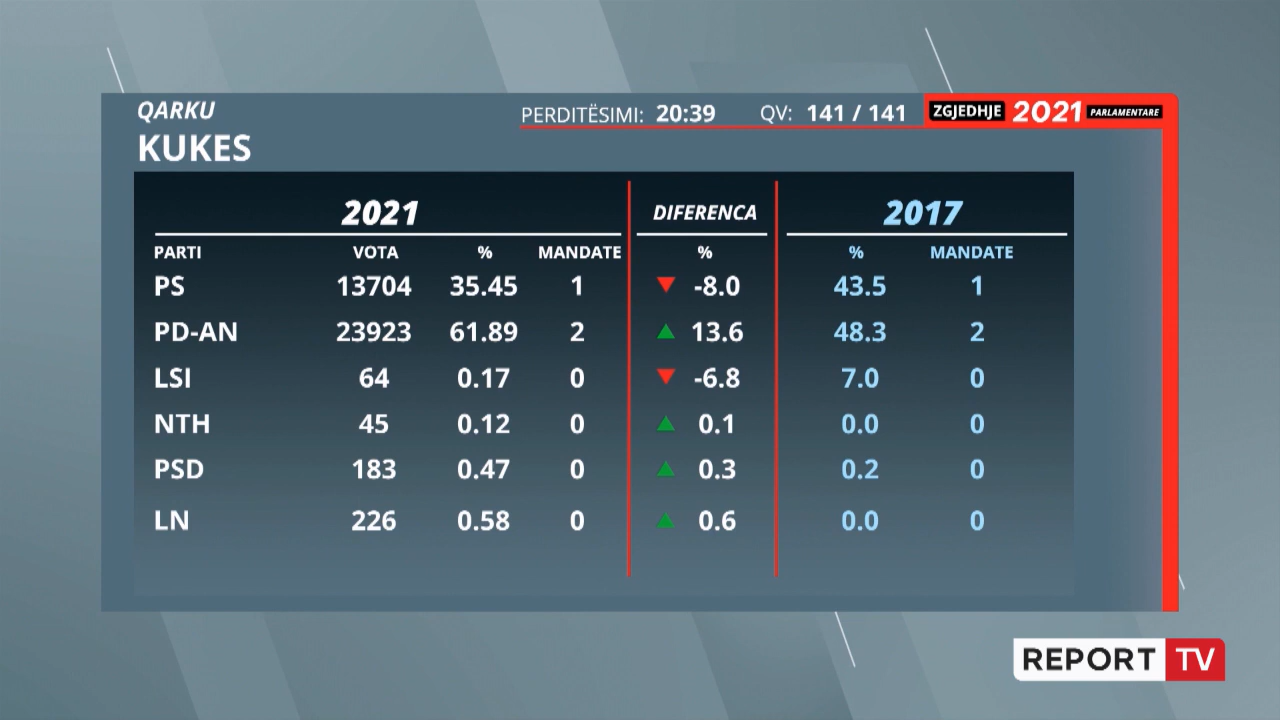 QARKU
KUKES
PERDITËSIMI: 20:39 QV: 141 / 141 ZGJEDHJE 2021 PARLAMENTARE
2021 DIFERENCA 2017
PARTI VOTA % MANDATE % % MANDATE
PS 13704 35.45 1 -8.0 43.5 1
PD-AN 23923 61.89 2 13.6 48.3 2
LSI 64 0.17 0 -6.8 7.0 0
NTH 45 0.12 0 0.1 0.0 0
PSD 183 0.47 0 0.3 0.2 0
LN 226 0.58 0 0.6 0.0 0
REPORT TV